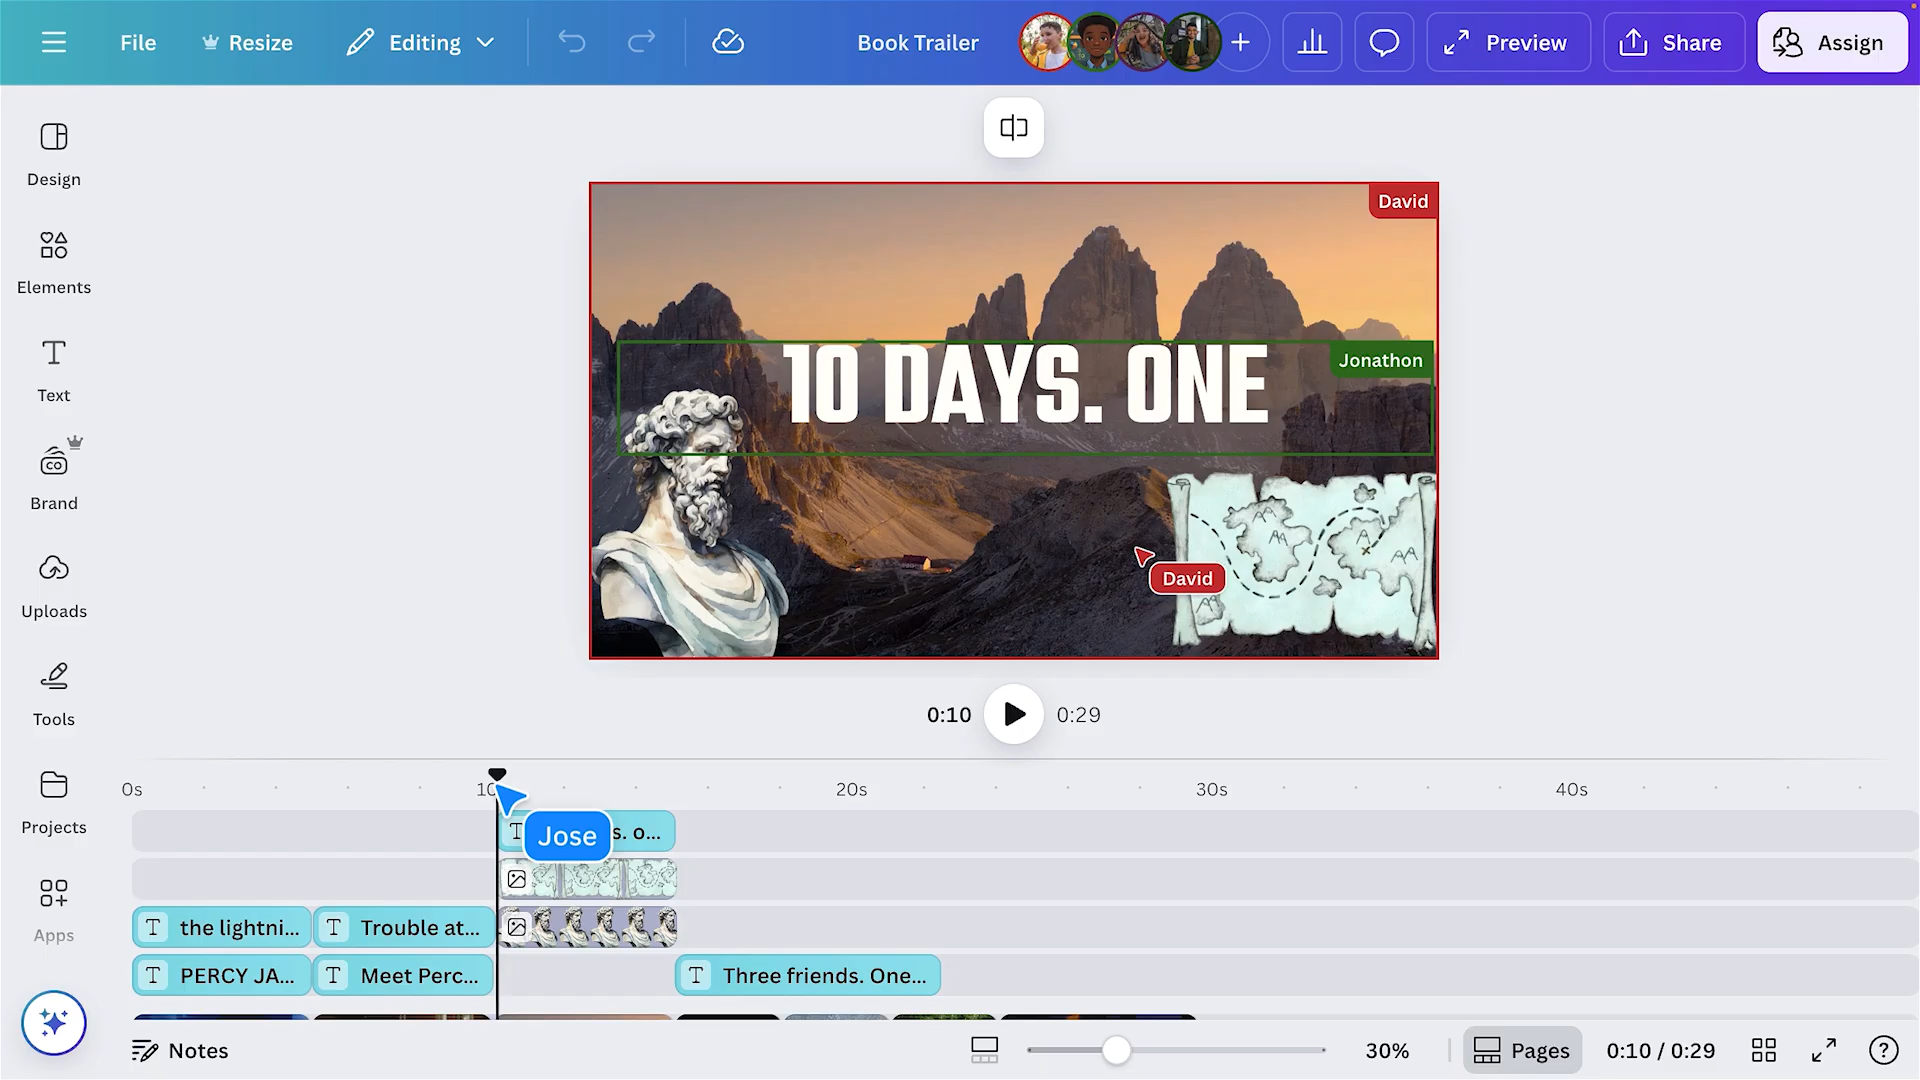 File
Resize
Editing
Book Trailer
Preview
Share
Assign
Design
Elements
Text
CO
Brand
Uploads
Tools
Projects
Apps
David
10 DAYS. ONE
Jonathon
David
0:10
0:29
0s
10
20s
30s
40s
T
s. o...
Jose
T the lightni...
T Trouble at...
T PERCY JA...
T Meet Perc...
T Three friends. One...
Notes
30%
Pages
0:10 / 0:29
?